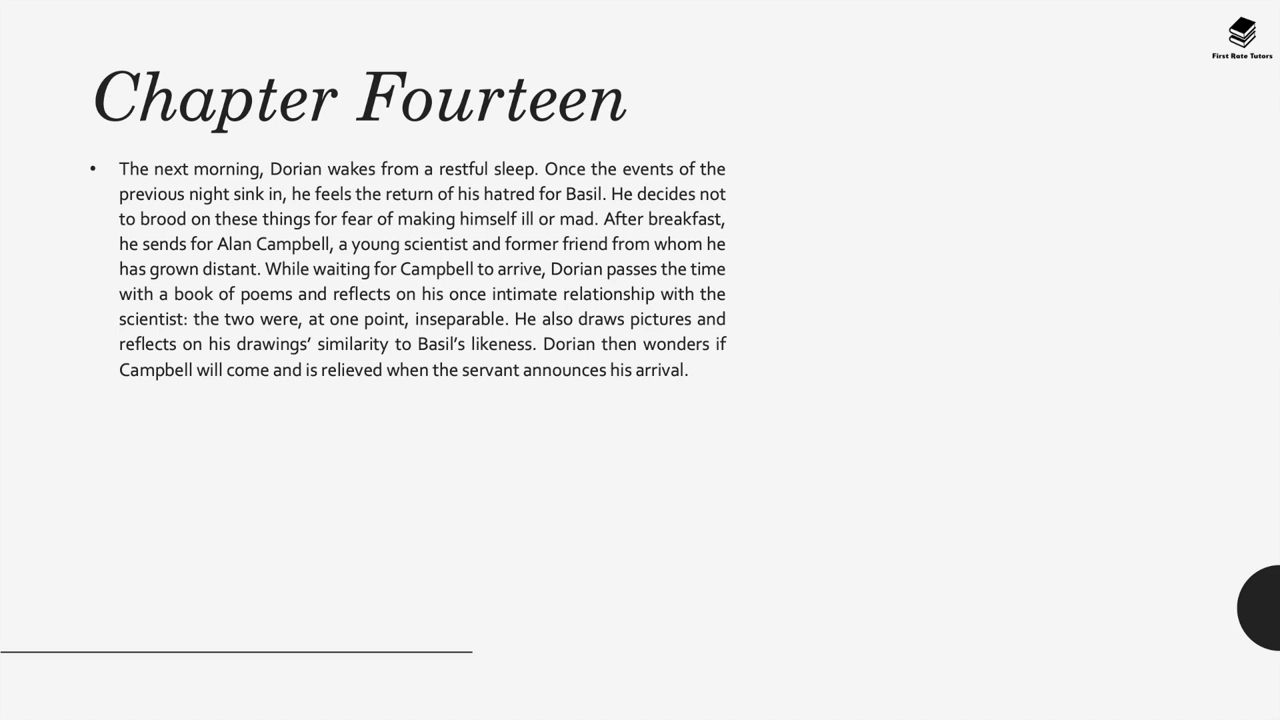 First Rate Tutors
Chapter Fourteen
• The next morning, Dorian wakes from a restful sleep. Once the events of the
previous night sink in, he feels the return of his hatred for Basil. He decides not
to brood on these things for fear of making himself ill or mad. After breakfast,
he sends for Alan Campbell, a young scientist and former friend from whom he
has grown distant. While waiting for Campbell to arrive, Dorian passes the time
with a book of poems and reflects on his once intimate relationship with the
scientist: the two were, at one point, inseparable. He also draws pictures and
reflects on his drawings’ similarity to Basil’s likeness. Dorian then wonders if
Campbell will come and is relieved when the servant announces his arrival.